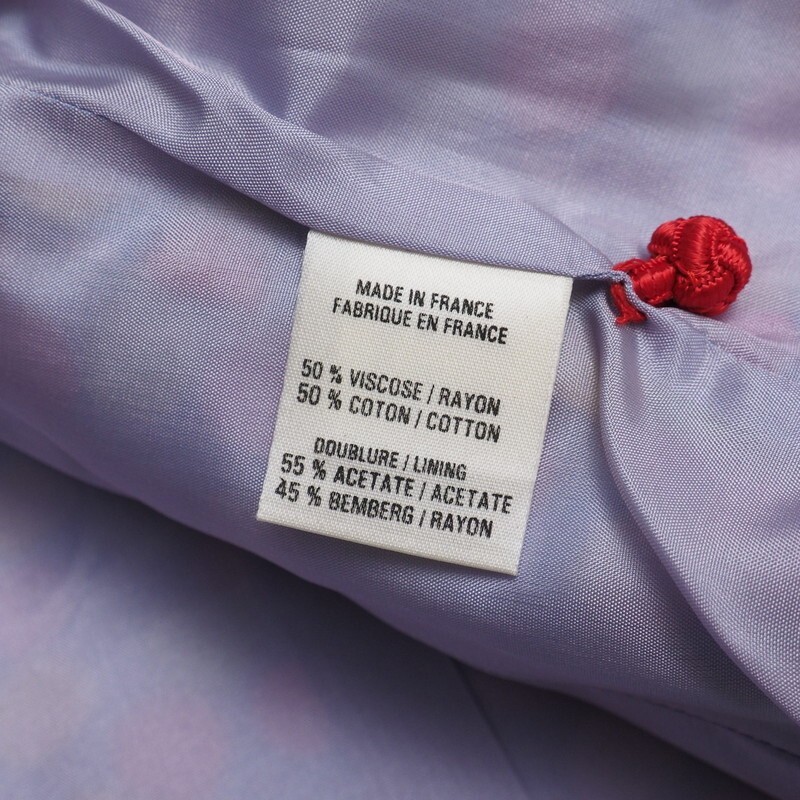 MADE IN FRANCE
FABRIQUE EN FRANCE
50 % VISCOSE / RAYON
50 % COTON / COTTON
DOUBLURE / LINING
55 % ACETATE / ACETATE
45 % BEMBERG / RAYON